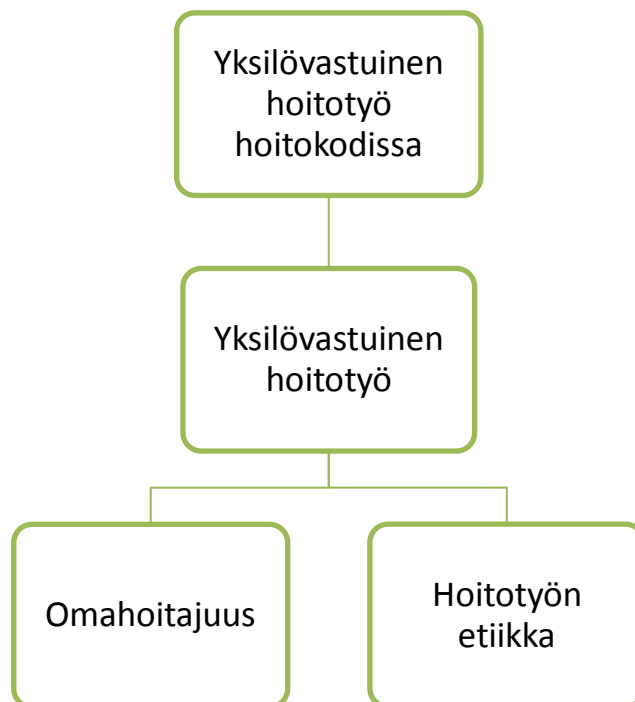 Yksilövastuinen
hoitotyö
hoitokodissa
Yksilövastuinen
hoitotyö
Omahoitajuus
Hoitotyön
etiikka